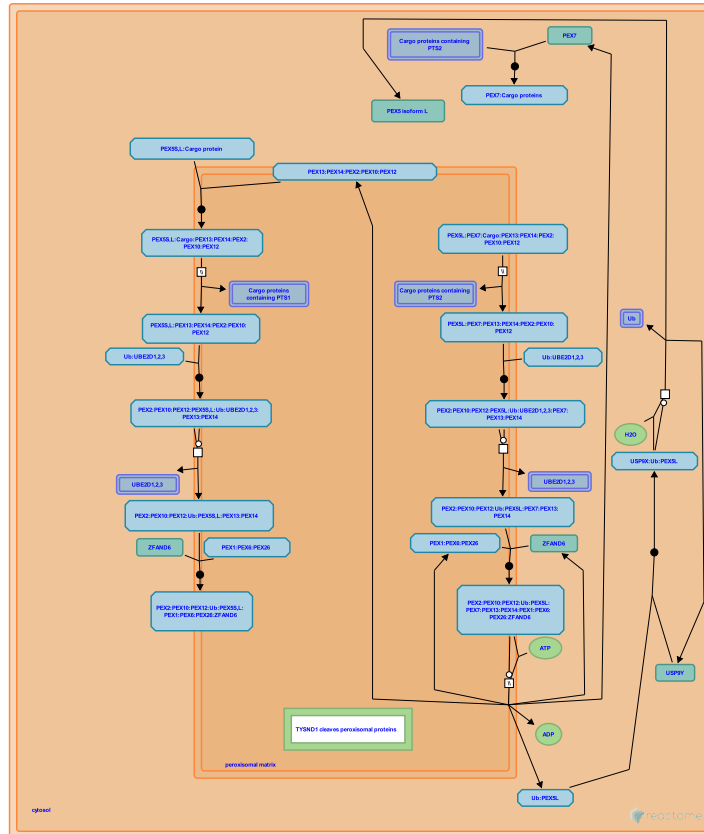 Cargo proteins containing
PTS2
PEX7
PEX7:Cargo proteins
PEX5 isoform L
PEX5S,L:Cargo protein
PEX13:PEX14:PEX2:PEX10:PEX12
PEX5S,L:Cargo:PEX13:PEX14:PEX2:
PEX10:PEX12
PEX5L:PEX7:Cargo:PEX13:PEX14:PEX2:
PEX10:PEX12
Cargo proteins
containing PTS1
Cargo proteins containing
PTS2
PEX5S,L:PEX13:PEX14:PEX2:PEX10:
PEX12
PEX5L:PEX7:PEX13:PEX14:PEX2:PEX10:
PEX12
Ub
Ub:UBE2D1,2,3
Ub:UBE2D1,2,3
PEX2:PEX10:PEX12:PEX5S,L:Ub:UBE2D1,2,3:
PEX13:PEX14
PEX2:PEX10:PEX12:PEX5L:Ub:UBE2D1,2,3:PEX7:
PEX13:PEX14
H2O
USP9X:Ub:PEX5L
UBE2D1,2,3
UBE2D1,2,3
PEX2:PEX10:PEX12:Ub:PEX5S,L:PEX13:PEX14
PEX2:PEX10:PEX12:Ub:PEX5L:PEX7:PEX13:
PEX14
ZFAND6
PEX1:PEX6:PEX26
PEX1:PEX6:PEX26
ZFAND6
PEX2:PEX10:PEX12:Ub:PEX5S,L:
PEX1:PEX6:PEX26:ZFAND6
PEX2:PEX10:PEX12:Ub:PEX5L:
PEX7:PEX13:PEX14:PEX1:PEX6:
PEX26:ZFAND6
ATP
USP9Y
TYSND1 cleaves peroxisomal proteins
ADP
peroxisomal matrix
Ub:PEX5L
cytosol
reactome